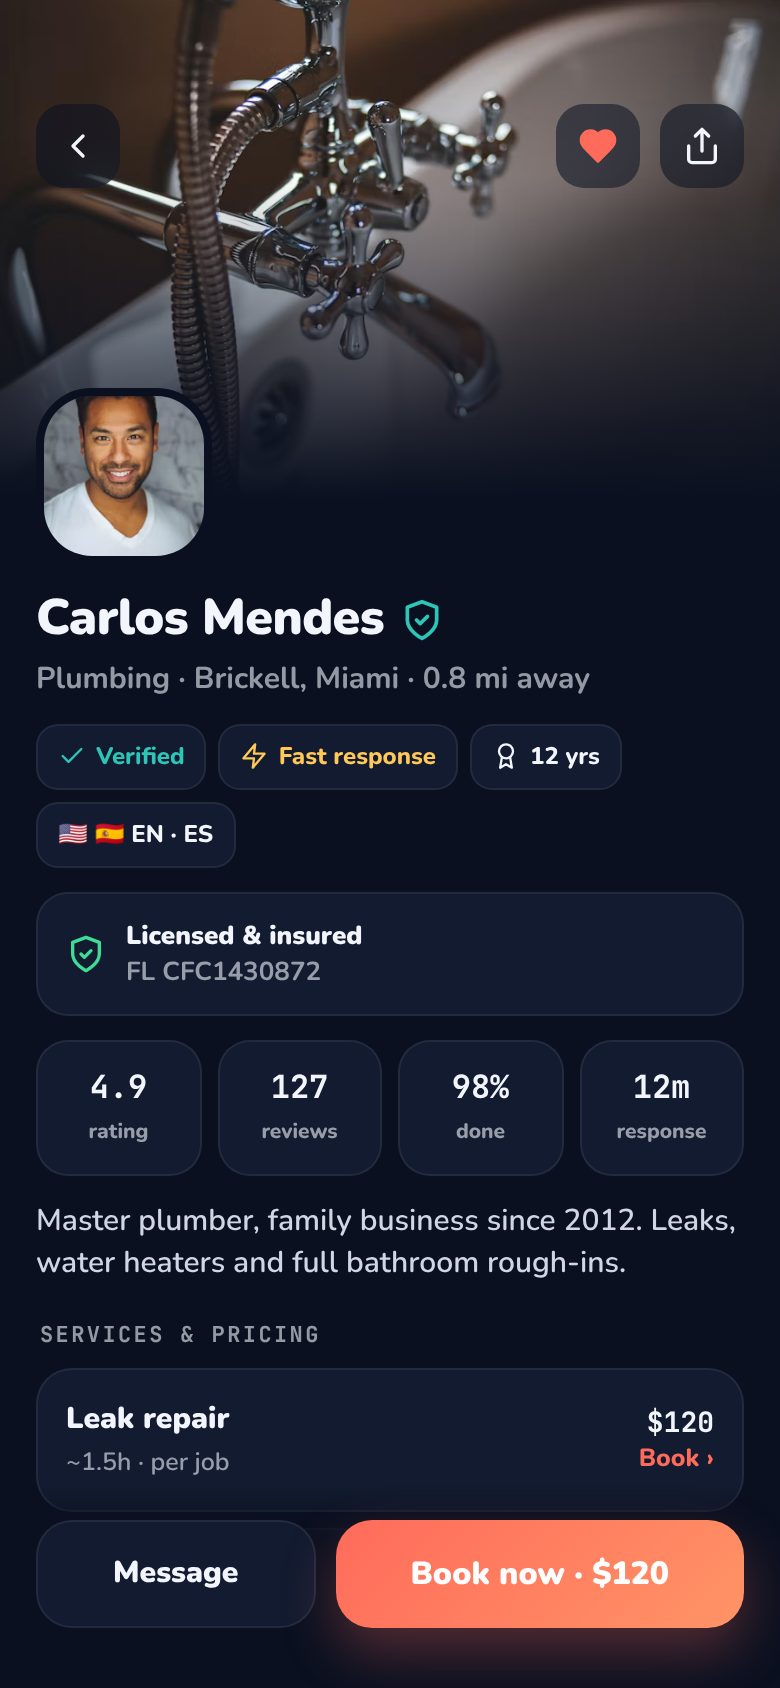 Carlos Mendes
Plumbing · Brickell, Miami · 0.8 mi away
Verified
Fast response
12 yrs
🇺🇸 🇪🇸 EN · ES
Licensed & insured
FL CFC1430872
4.9
rating
127
reviews
98%
done
12m
response
Master plumber, family business since 2012. Leaks,
water heaters and full bathroom rough-ins.
SERVICES & PRICING
Leak repair
$120
~1.5h · per job
Book ›
Message
Book now · $120